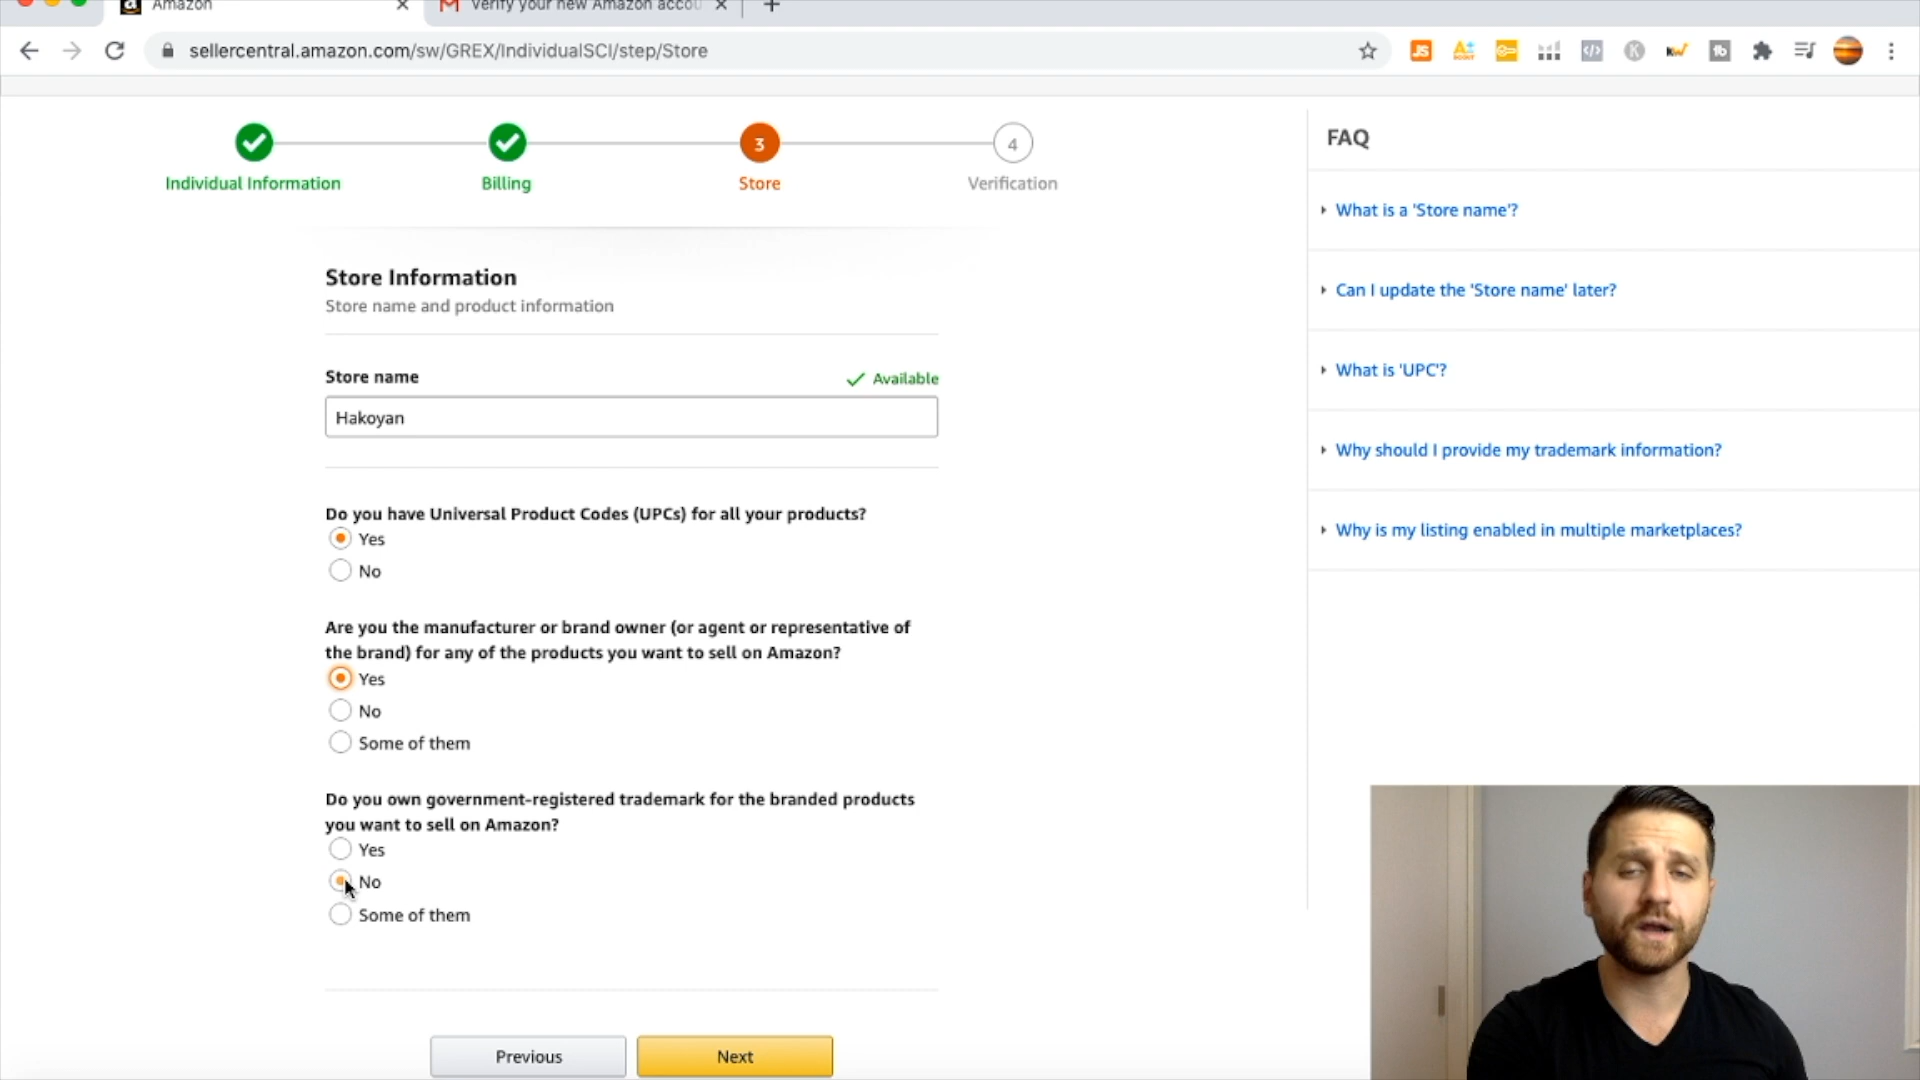 Amazon
Verify your new Amazon accou
sellercentral.amazon.com/sw/GREX/IndividualSCI/step/Store
3
4
Individual Information
Billing
Store
Verification
Store Information
Store name and product information
Store name
Available
Hakoyan
Do you have Universal Product Codes (UPCs) for all your products?
Yes
No
Are you the manufacturer or brand owner (or agent or representative of
the brand) for any of the products you want to sell on Amazon?
Yes
No
Some of them
Do you own government-registered trademark for the branded products
you want to sell on Amazon?
Yes
No
Some of them
Previous
Next
FAQ
What is a 'Store name'?
Can I update the 'Store name' later?
What is 'UPC'?
Why should I provide my trademark information?
Why is my listing enabled in multiple marketplaces?